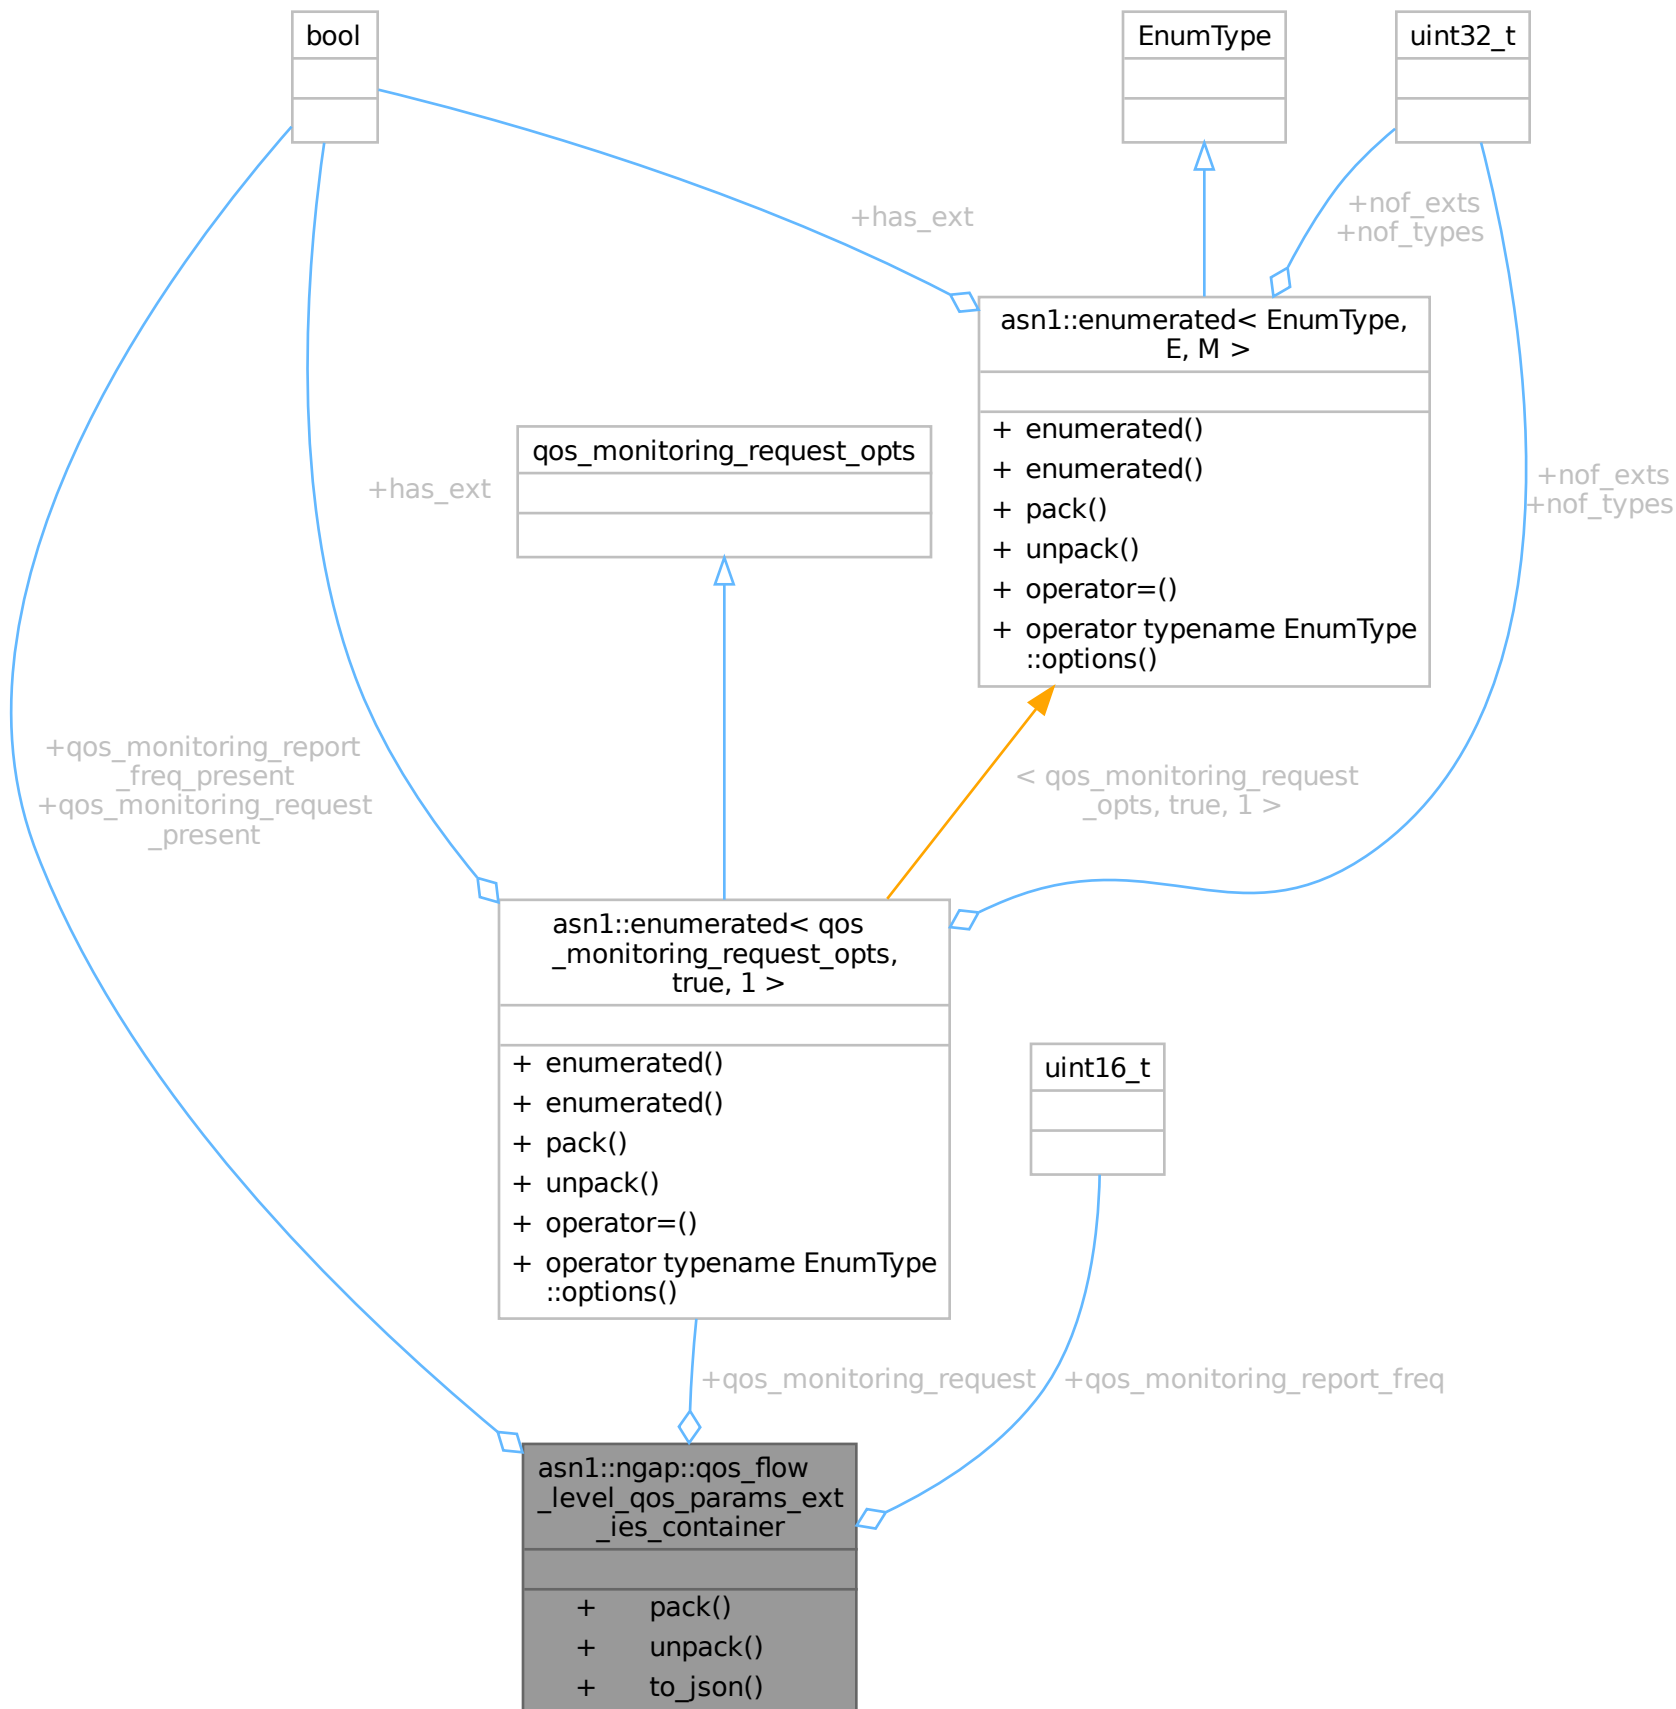 bool
EnumType
uint32_t
+has_ext
+nof_exts
+nof_types
asn1::enumerated< EnumType,
E, M >
+ enumerated()
+ enumerated()
+ pack()
+ unpack()
+ operator=()
+ operator typename EnumType
::options()
qos_monitoring_request_opts
+has_ext
+nof_exts
+nof_types
+qos_monitoring_report
_freq_present
+qos_monitoring_request
_present
< qos_monitoring_request
_opts, true, 1 >
asn1::enumerated< qos
_monitoring_request_opts,
true, 1 >
+ enumerated()
+ enumerated()
+ pack()
+ unpack()
+ operator=()
+ operator typename EnumType
::options()
uint16_t
+qos_monitoring_request
+qos_monitoring_report_freq
asn1::ngap::qos_flow
_level_qos_params_ext
_ies_container
+ pack()
+ unpack()
+ to_json()